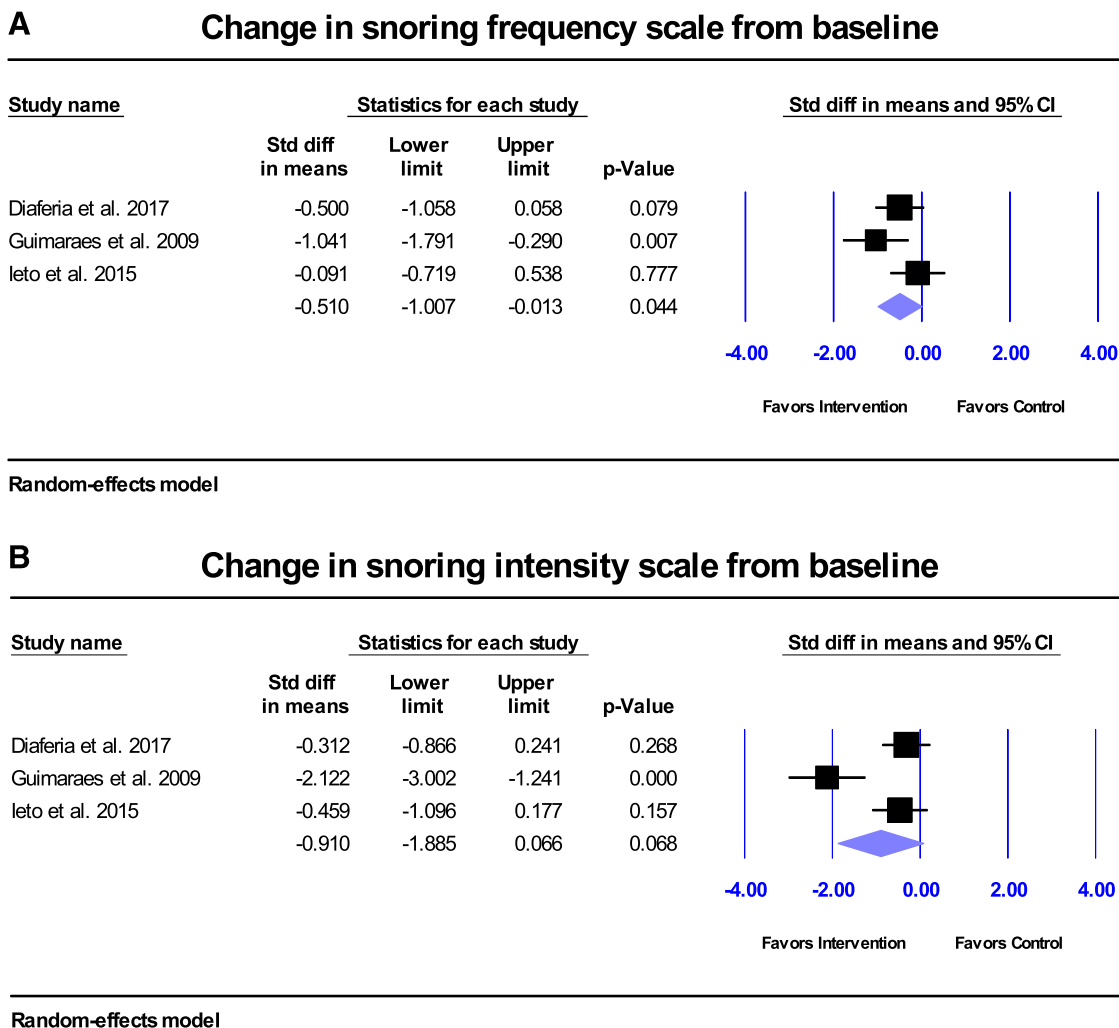 A
Change in snoring frequency scale from baseline
Study name Statistics for each study Std diff in means and 95% CI
Std diff Lower Upper
in means limit limit p-Value
Diaferia et al. 2017 -0.500 -1.058 0.058 0.079
Guimaraes et al. 2009 -1.041 -1.791 -0.290 0.007
Ieto et al. 2015 -0.091 -0.719 0.538 0.777
-0.510 -1.007 -0.013 0.044
-4.00 -2.00 0.00 2.00 4.00
Favors Intervention Favors Control
Random-effects model
B
Change in snoring intensity scale from baseline
Study name Statistics for each study Std diff in means and 95% CI
Std diff Lower Upper
in means limit limit p-Value
Diaferia et al. 2017 -0.312 -0.866 0.241 0.268
Guimaraes et al. 2009 -2.122 -3.002 -1.241 0.000
Ieto et al. 2015 -0.459 -1.096 0.177 0.157
-0.910 -1.885 0.066 0.068
-4.00 -2.00 0.00 2.00 4.00
Favors Intervention Favors Control
Random-effects model